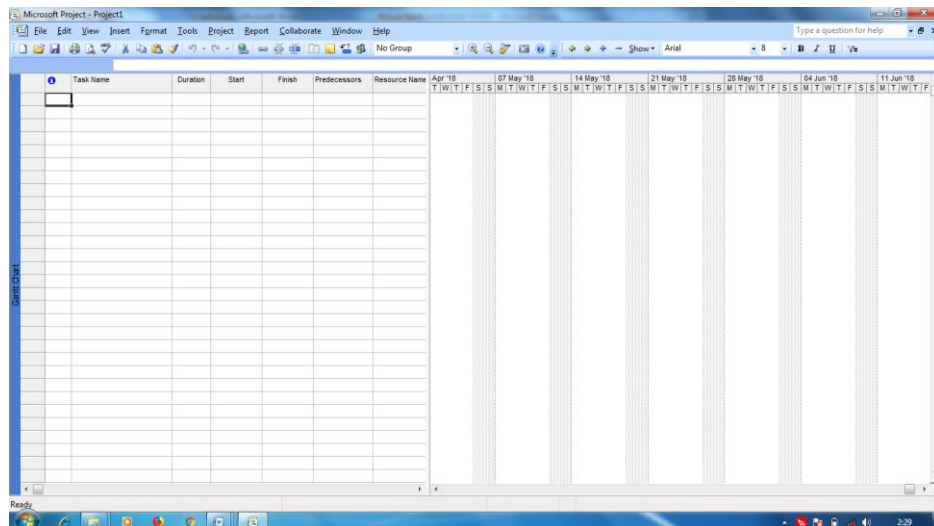 Microsoft Project - Project1
File Edit View Insert Format Tools Project Report Collaborate Window Help
Type a question for help
No Group Show Arial 8 B I U
Task Name Duration Start Finish Predecessors Resource Name
Apr '18 07 May '18 14 May '18 21 May '18 28 May '18 04 Jun '18 11 Jun '18
T W T F S S M T W T F S S M T W T F S S M T W T F S S M T W T F S S M T W T F S S M T W T F
Gantt Chart
Ready
2:29